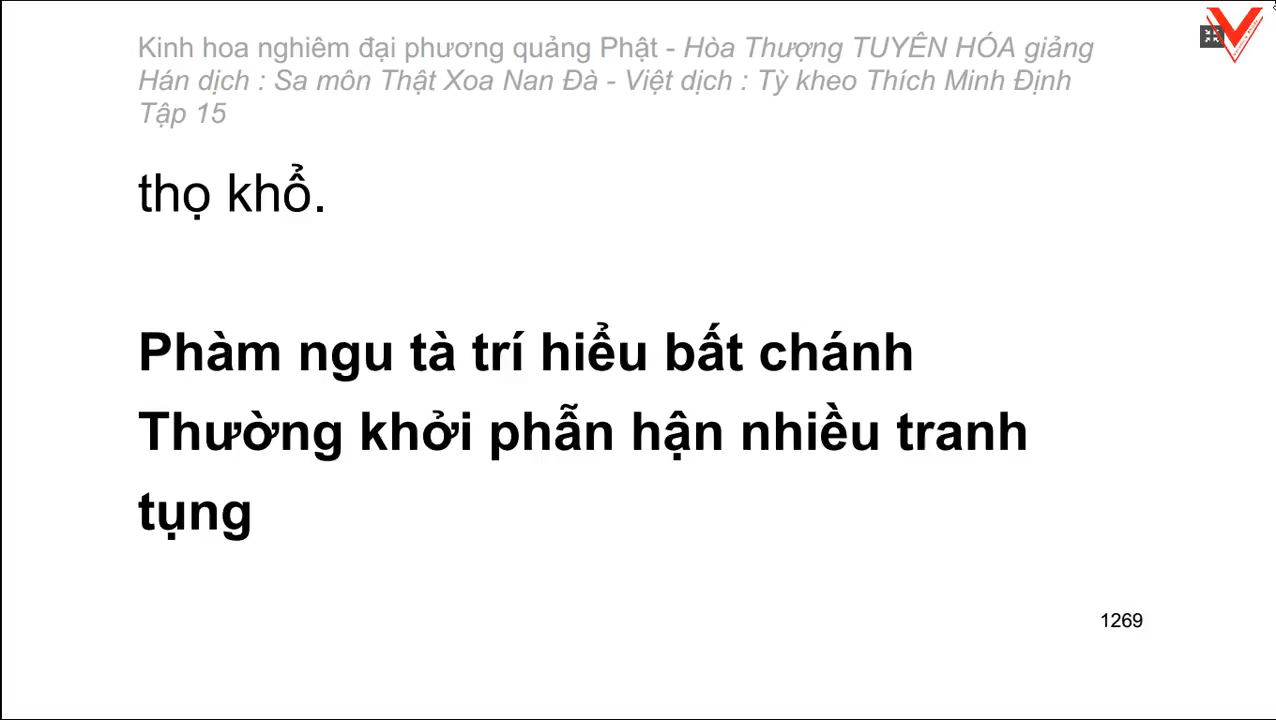 Kinh hoa nghiêm đại phương quảng Phật - Hòa Thượng TUYÊN HÓA giảng
Hán dịch : Sa môn Thật Xoa Nan Đà - Việt dịch : Tỳ kheo Thích Minh Định
Tập 15
thọ khổ.
Phàm ngu tà trí hiểu bất chánh
Thường khởi phẫn hận nhiều tranh
tụng
1269